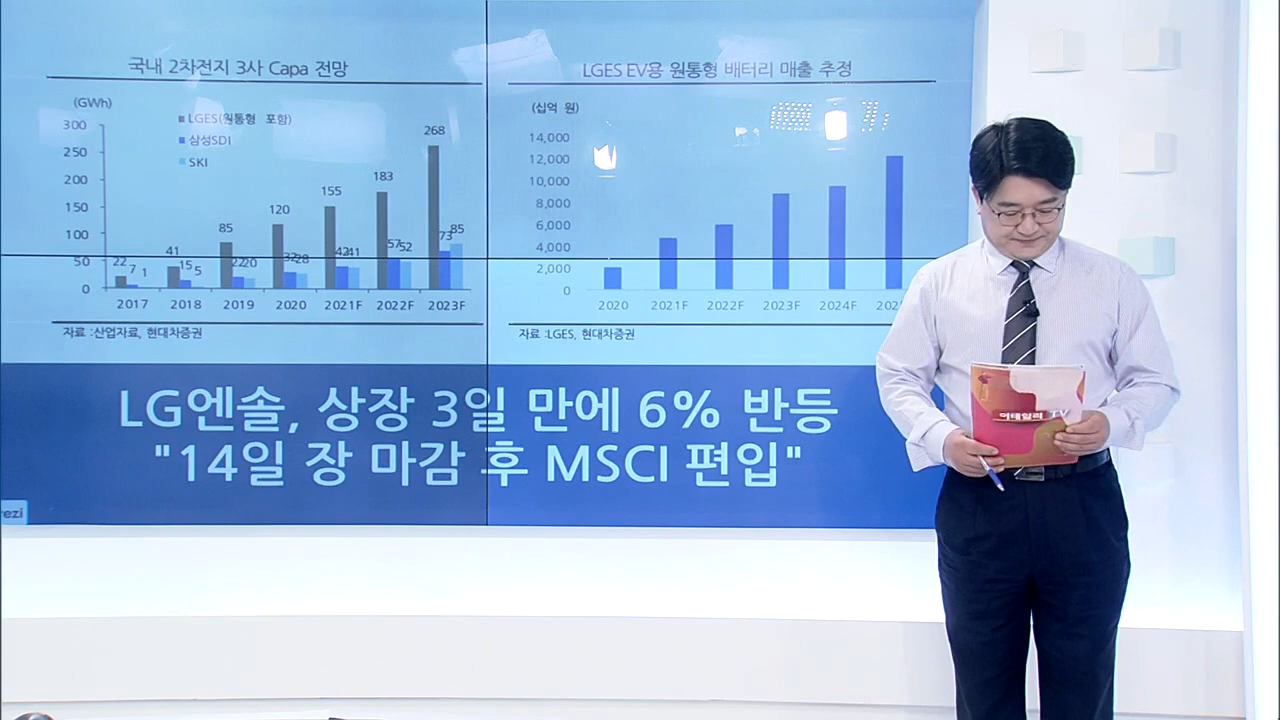 국내 2차전지 3사 Capa 전망
(GWh)
LGES(원통형 포함)
삼성SDI
SKI
300
250
200
150
100
50
0
22
7
1
41
15
5
85
22
20
120
32
28
155
42
41
183
57
52
268
73
85
2017
2018
2019
2020
2021F
2022F
2023F
자료 :산업자료, 현대차증권
LGES EV용 원통형 배터리 매출 추정
(십억 원)
14,000
12,000
10,000
8,000
6,000
4,000
2,000
0
2020
2021F
2022F
2023F
2024F
자료 :LGES, 현대차증권
LG엔솔, 상장 3일 만에 6% 반등
"14일 장 마감 후 MSCI 편입"
rezi
이데일리 TV